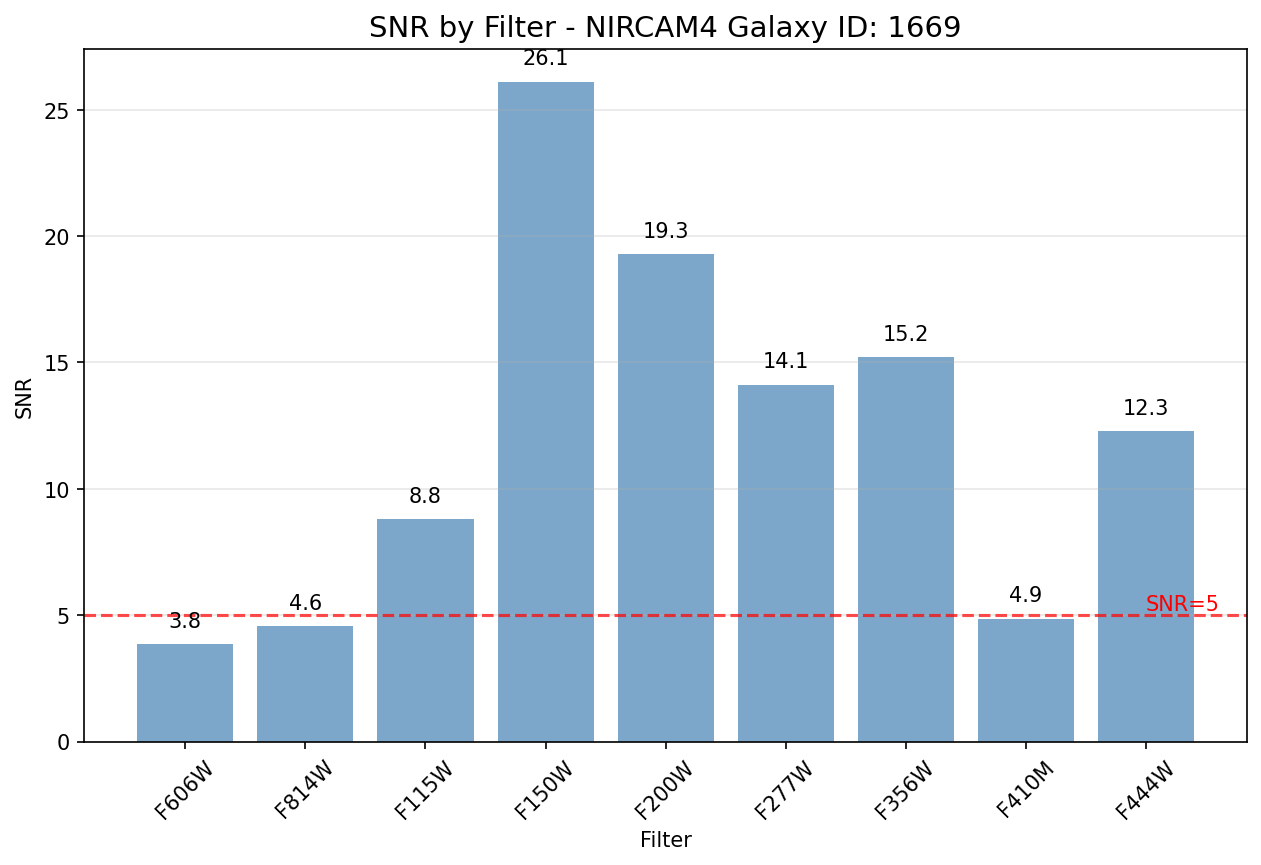 SNR by Filter - NIRCAM4 Galaxy ID: 1669
26.1
25
19.3
20
15.2
15
14.1
12.3
10
8.8
4.9
4.6
SNR=5
5
3.8
0
SNR
F606W
F814W
F115W
F150W
F200W
F277W
F356W
F410M
F444W
Filter